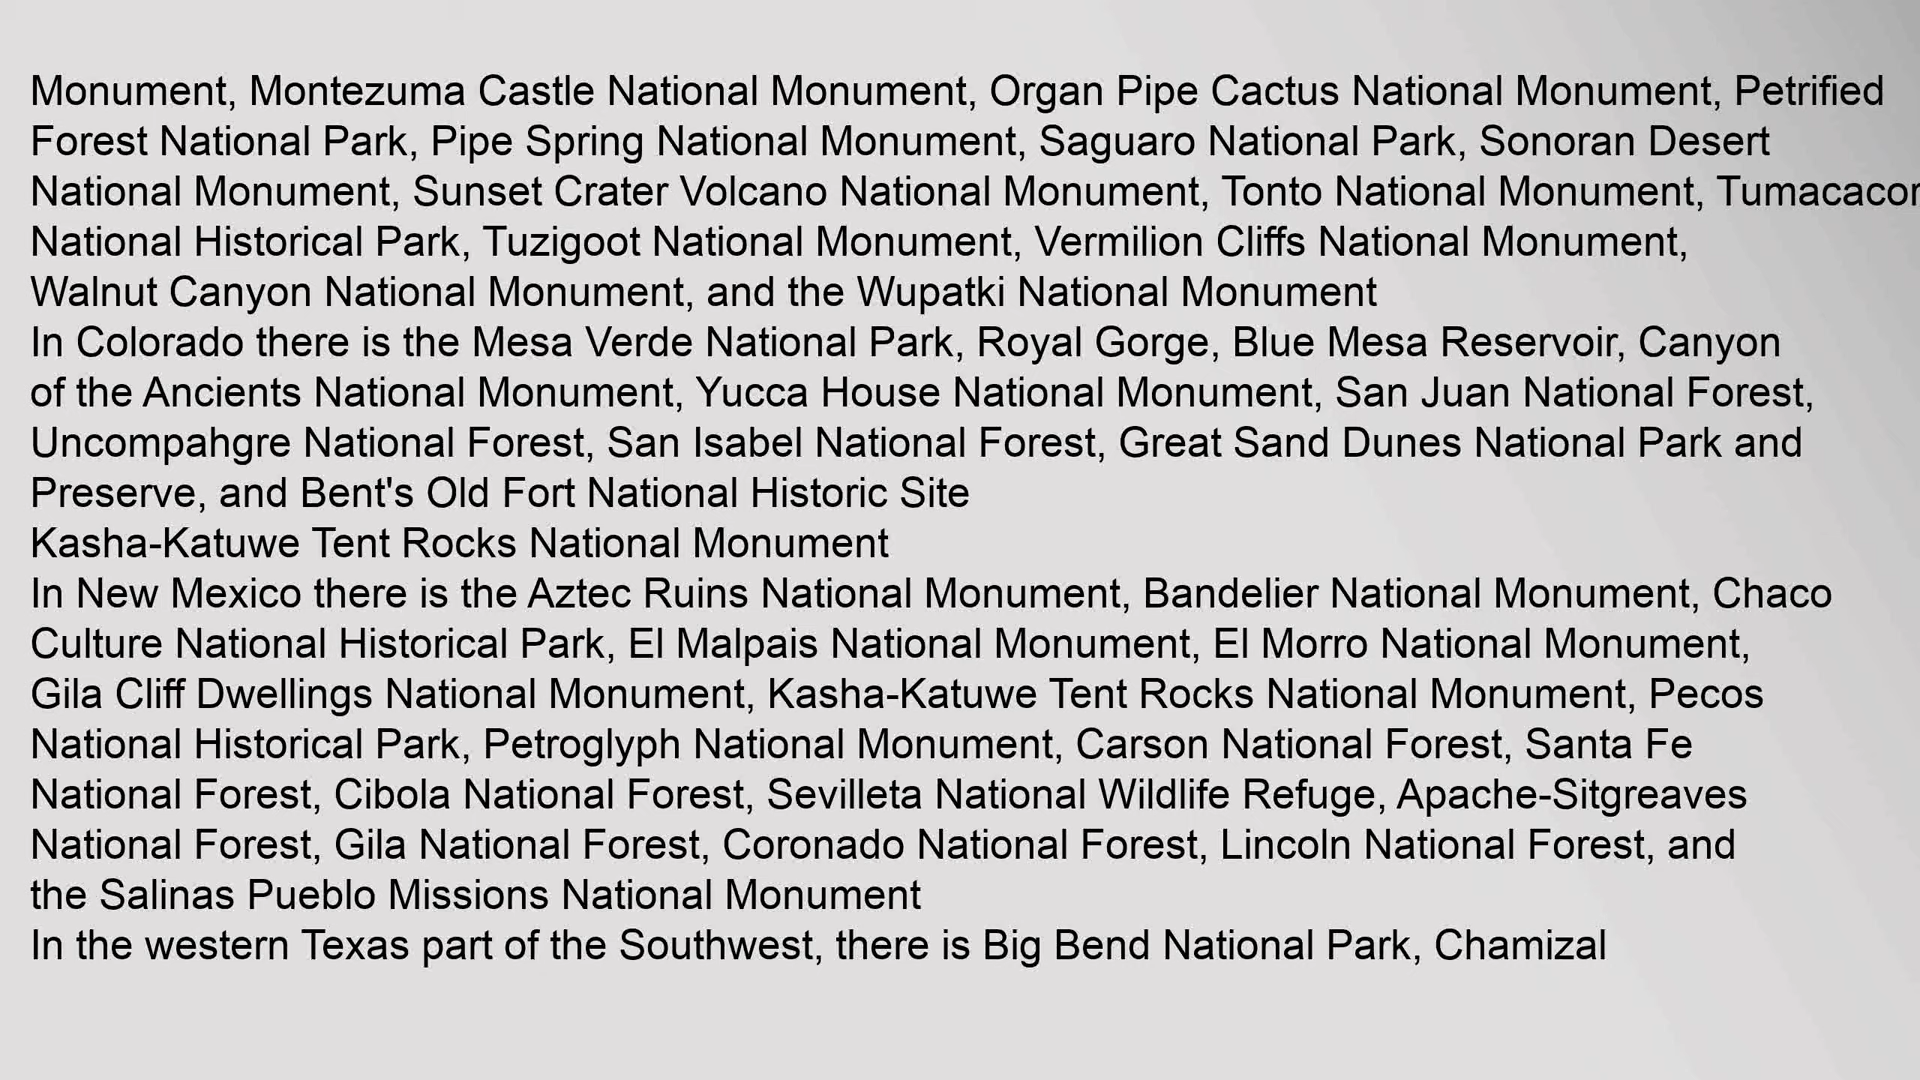 Monument, Montezuma Castle National Monument, Organ Pipe Cactus National Monument, Petrified
Forest National Park, Pipe Spring National Monument, Saguaro National Park, Sonoran Desert
National Monument, Sunset Crater Volcano National Monument, Tonto National Monument, Tumacacor
National Historical Park, Tuzigoot National Monument, Vermilion Cliffs National Monument,
Walnut Canyon National Monument, and the Wupatki National Monument
In Colorado there is the Mesa Verde National Park, Royal Gorge, Blue Mesa Reservoir, Canyon
of the Ancients National Monument, Yucca House National Monument, San Juan National Forest,
Uncompahgre National Forest, San Isabel National Forest, Great Sand Dunes National Park and
Preserve, and Bent's Old Fort National Historic Site
Kasha-Katuwe Tent Rocks National Monument
In New Mexico there is the Aztec Ruins National Monument, Bandelier National Monument, Chaco
Culture National Historical Park, El Malpais National Monument, El Morro National Monument,
Gila Cliff Dwellings National Monument, Kasha-Katuwe Tent Rocks National Monument, Pecos
National Historical Park, Petroglyph National Monument, Carson National Forest, Santa Fe
National Forest, Cibola National Forest, Sevilleta National Wildlife Refuge, Apache-Sitgreaves
National Forest, Gila National Forest, Coronado National Forest, Lincoln National Forest, and
the Salinas Pueblo Missions National Monument
In the western Texas part of the Southwest, there is Big Bend National Park, Chamizal